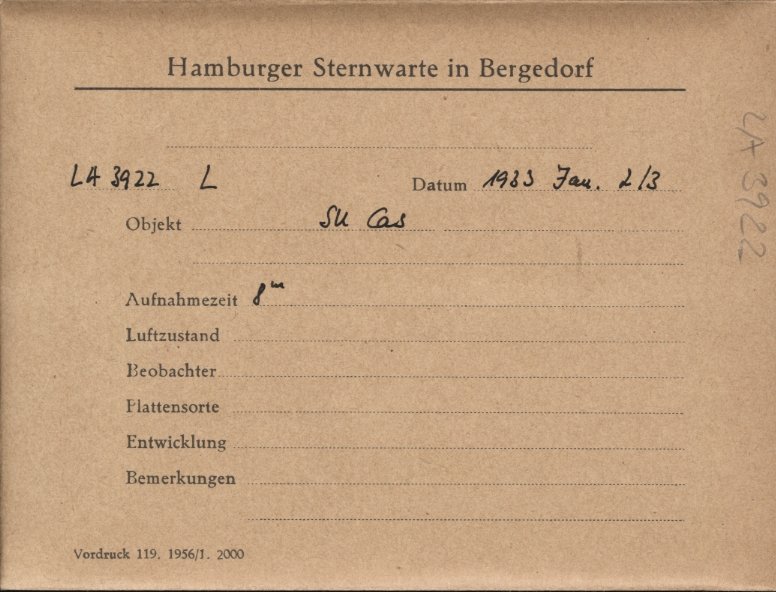 Hamburger Sternwarte in Bergedorf
LA 3922 L Datum 1933 Jan. 2/3
Objekt SU Cas
Aufnahmezeit 8m
Luftzustand
Beobachter
Plattensorte
Entwicklung
Bemerkungen
Vordruck 119. 1956/1. 2000
LA 3922